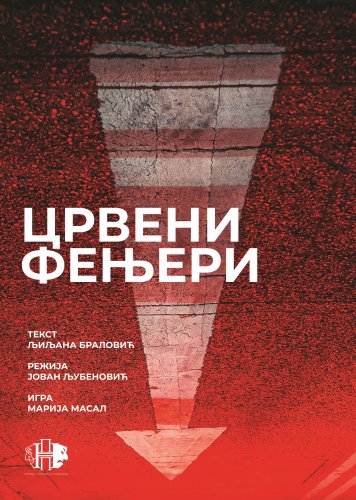 ЦРВЕНИ
ФЕЊЕРИ
ТЕКСТ
ЉИЉАНА БРАЛОВИЋ
РЕЖИЈА
ЈОВАН ЉУБЕНОВИЋ
ИГРА
МАРИЈА МАСАЛ